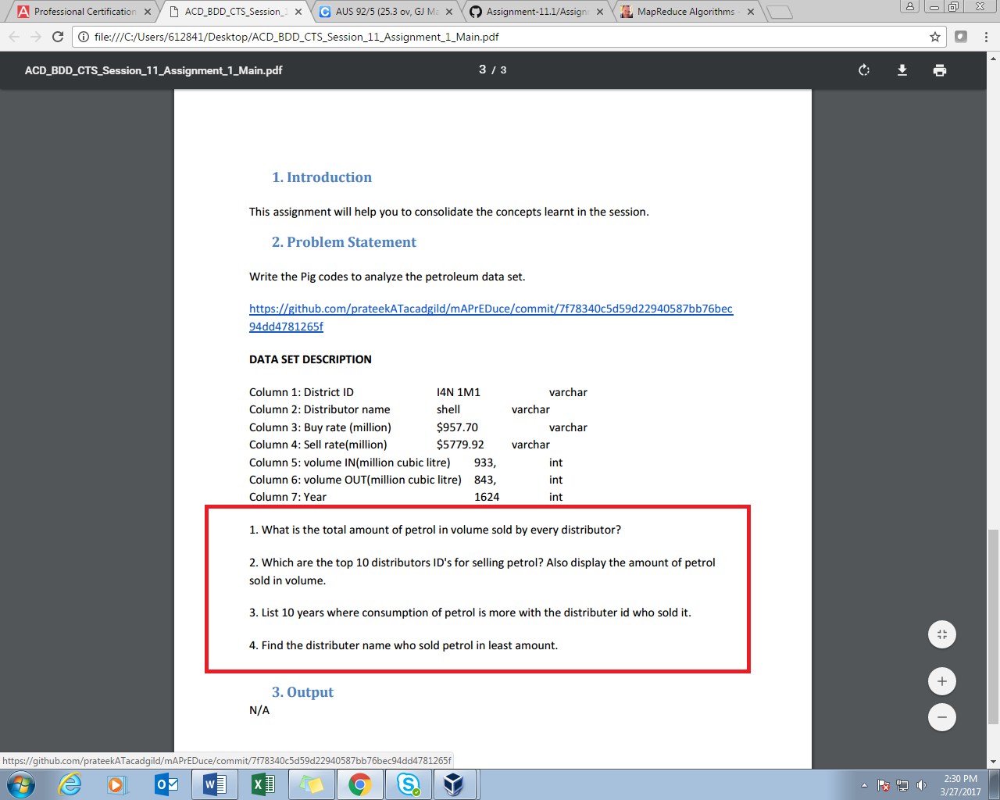 Professional Certification
ACD_BDD_CTS_Session_1
AUS 92/5 (25.3 ov, GJ Ma
Assignment-11.1/Assign
MapReduce Algorithms -
file:///C:/Users/612841/Desktop/ACD_BDD_CTS_Session_11_Assignment_1_Main.pdf
ACD_BDD_CTS_Session_11_Assignment_1_Main.pdf
3 / 3
1. Introduction
This assignment will help you to consolidate the concepts learnt in the session.
2. Problem Statement
Write the Pig codes to analyze the petroleum data set.
https://github.com/prateekATacadgild/mAPrEDuce/commit/7f78340c5d59d22940587bb76bec
94dd4781265f
DATA SET DESCRIPTION
Column 1: District ID I4N 1M1 varchar
Column 2: Distributor name shell varchar
Column 3: Buy rate (million) $957.70 varchar
Column 4: Sell rate(million) $5779.92 varchar
Column 5: volume IN(million cubic litre) 933, int
Column 6: volume OUT(million cubic litre) 843, int
Column 7: Year 1624 int
1. What is the total amount of petrol in volume sold by every distributor?
2. Which are the top 10 distributors ID's for selling petrol? Also display the amount of petrol
sold in volume.
3. List 10 years where consumption of petrol is more with the distributer id who sold it.
4. Find the distributer name who sold petrol in least amount.
3. Output
N/A
https://github.com/prateekATacadgild/mAPrEDuce/commit/7f78340c5d59d22940587bb76bec94dd4781265f
2:30 PM
3/27/2017